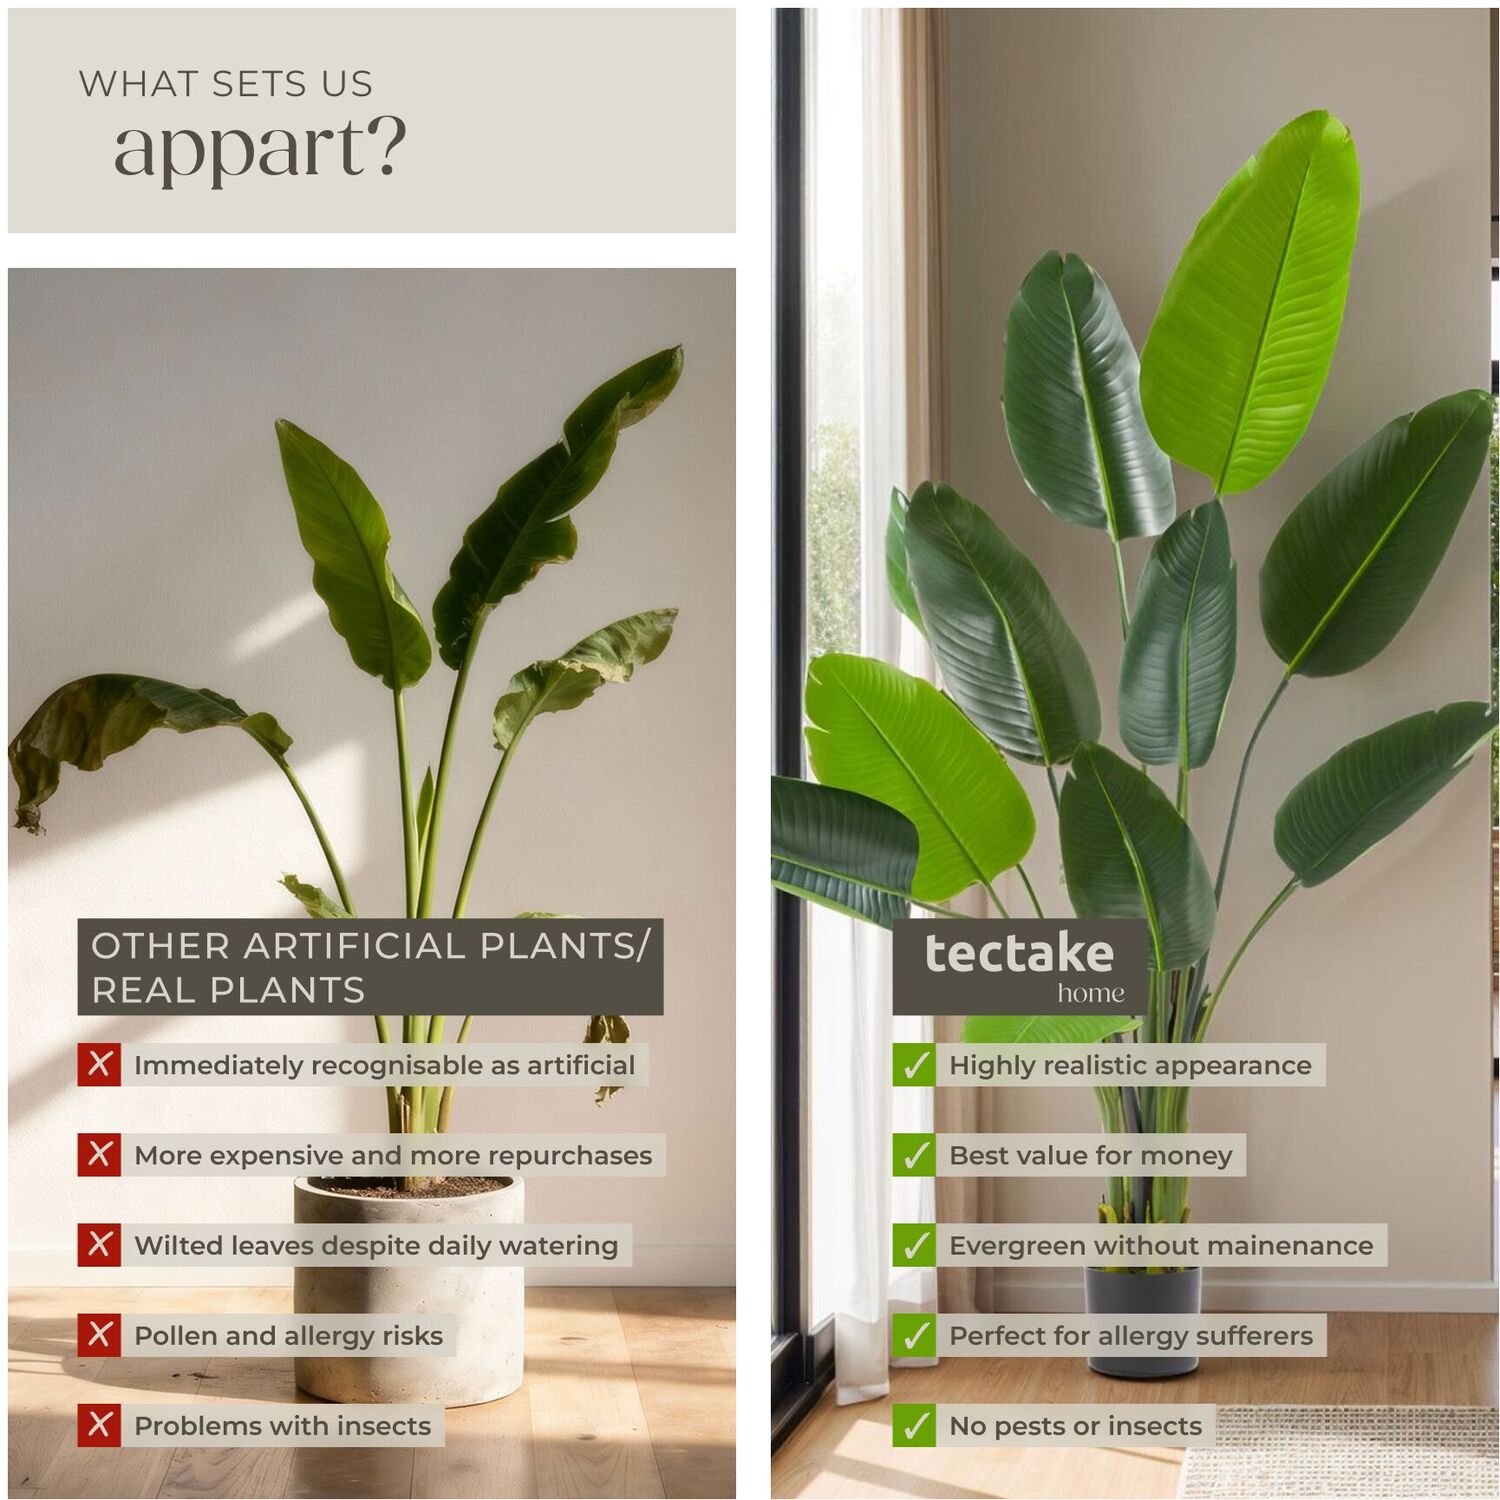 WHAT SETS US
appart?
OTHER ARTIFICIAL PLANTS/
REAL PLANTS
X Immediately recognisable as artificial
X More expensive and more repurchases
X Wilted leaves despite daily watering
X Pollen and allergy risks
X Problems with insects
tectake
home
✓ Highly realistic appearance
✓ Best value for money
✓ Evergreen without mainenance
✓ Perfect for allergy sufferers
✓ No pests or insects